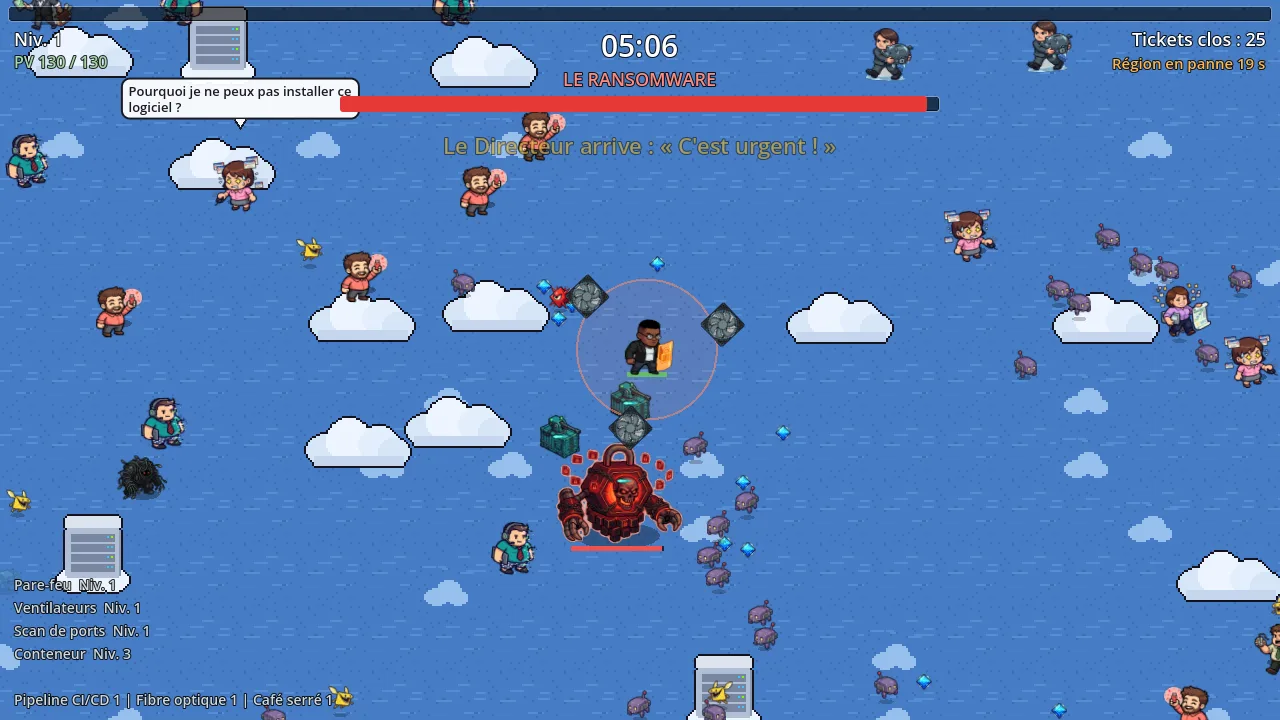 Niv. 1
PV 130 / 130
05:06
LE RANSOMWARE
Tickets clos : 25
Région en panne 19 s
Pourquoi je ne peux pas installer ce
logiciel ?
Le Directeur arrive : « C'est urgent ! »
Pare-feu Niv. 1
Ventilateurs Niv. 1
Scan de ports Niv. 1
Conteneur Niv. 3
Pipeline CI/CD 1 | Fibre optique 1 | Café serré 1